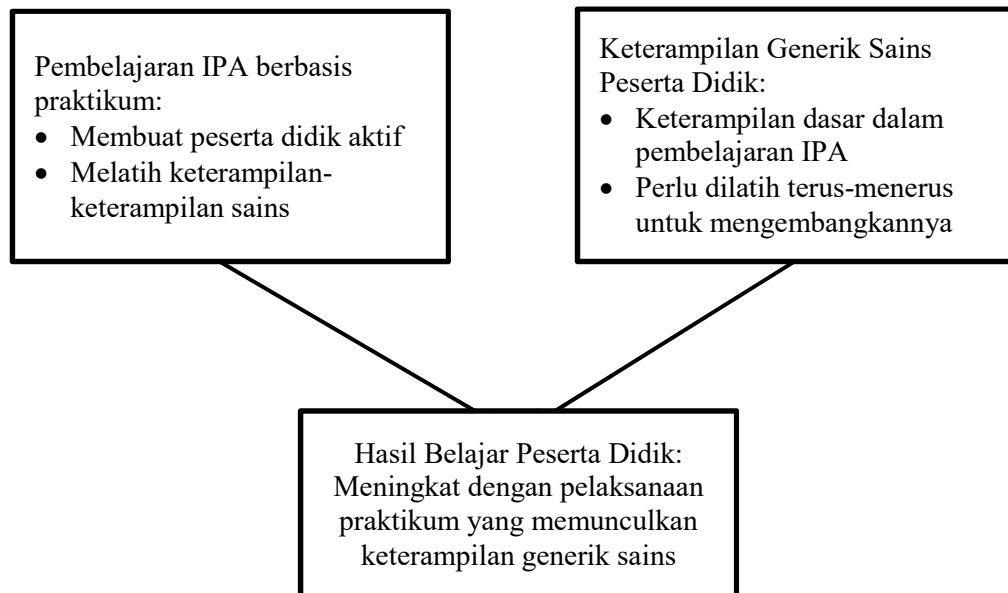 Pembelajaran IPA berbasis
praktikum:
• Membuat peserta didik aktif
• Melatih keterampilan-
keterampilan sains
Keterampilan Generik Sains
Peserta Didik:
• Keterampilan dasar dalam
pembelajaran IPA
• Perlu dilatih terus-menerus
untuk mengembangkannya
Hasil Belajar Peserta Didik:
Meningkat dengan pelaksanaan
praktikum yang memunculkan
keterampilan generik sains